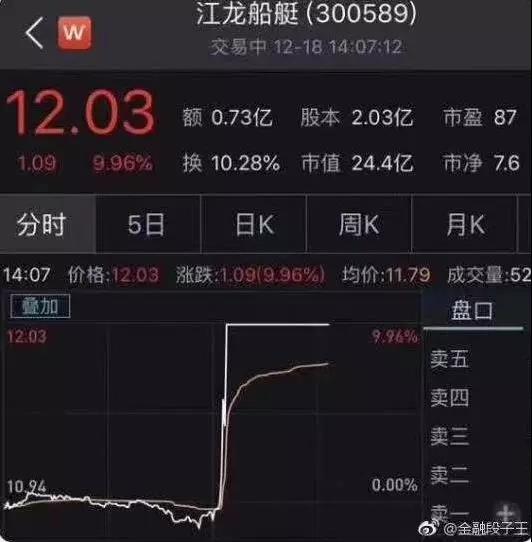 江龙船艇 (300589)
W
交易中 12-18 14:07:12
12.03 额 0.73亿 股本 2.03亿 市盈 87
1.09 9.96% 换 10.28% 市值 24.4亿 市净 7.6
分时 5日 日K 周K 月K
14:07 价格:12.03 涨跌:1.09(9.96%) 均价:11.79 成交量:52
叠加 盘口
12.03 9.96%
卖五
卖四
卖三
卖二
10.94 0.00%
卖一
@金融段子王